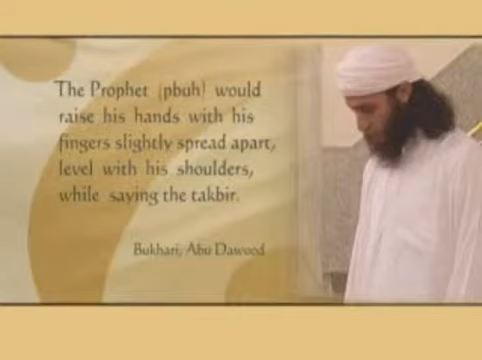 The Prophet (pbuh) would
raise his hands with his
fingers slightly spread apart,
level with his shoulders,
while saying the takbir.
Bukhari, Abu Dawood